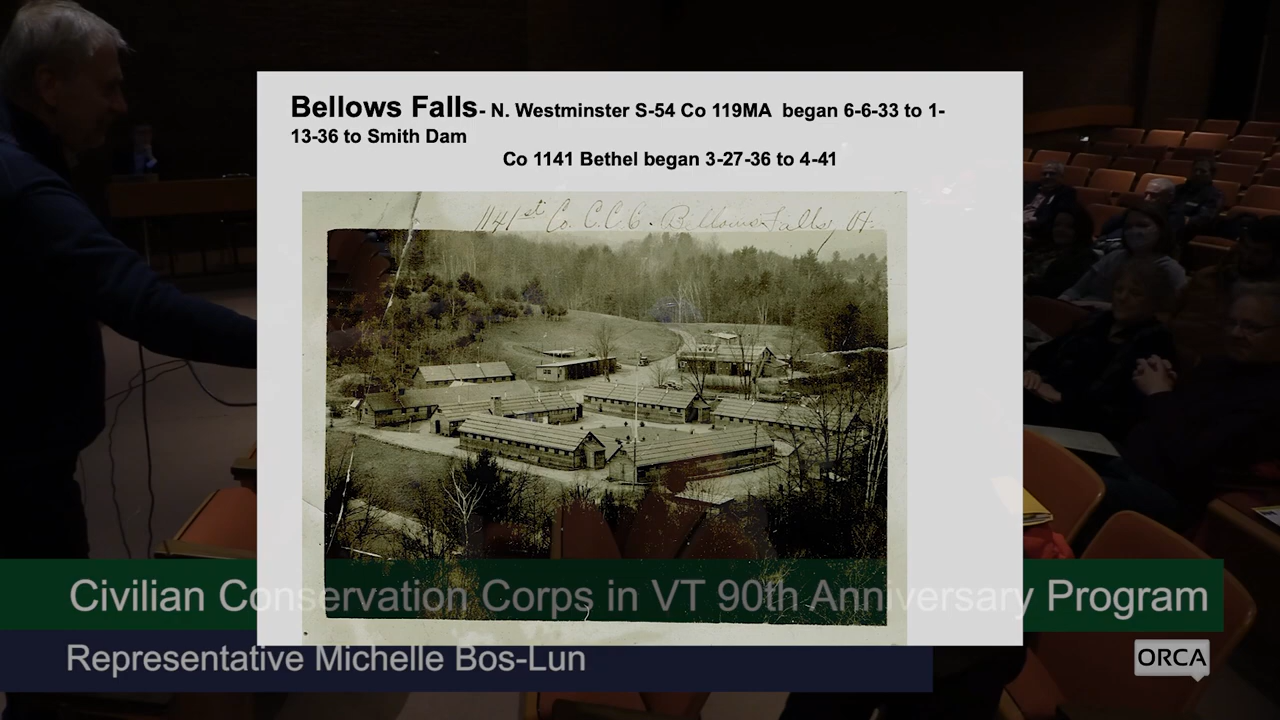 Bellows Falls- N. Westminster S-54 Co 119MA began 6-6-33 to 1-
13-36 to Smith Dam
Co 1141 Bethel began 3-27-36 to 4-41
1141st Co. C.C.C. Bellows Falls, Vt.
Civilian Conservation Corps in VT 90th Anniversary Program
Representative Michelle Bos-Lun
ORCA